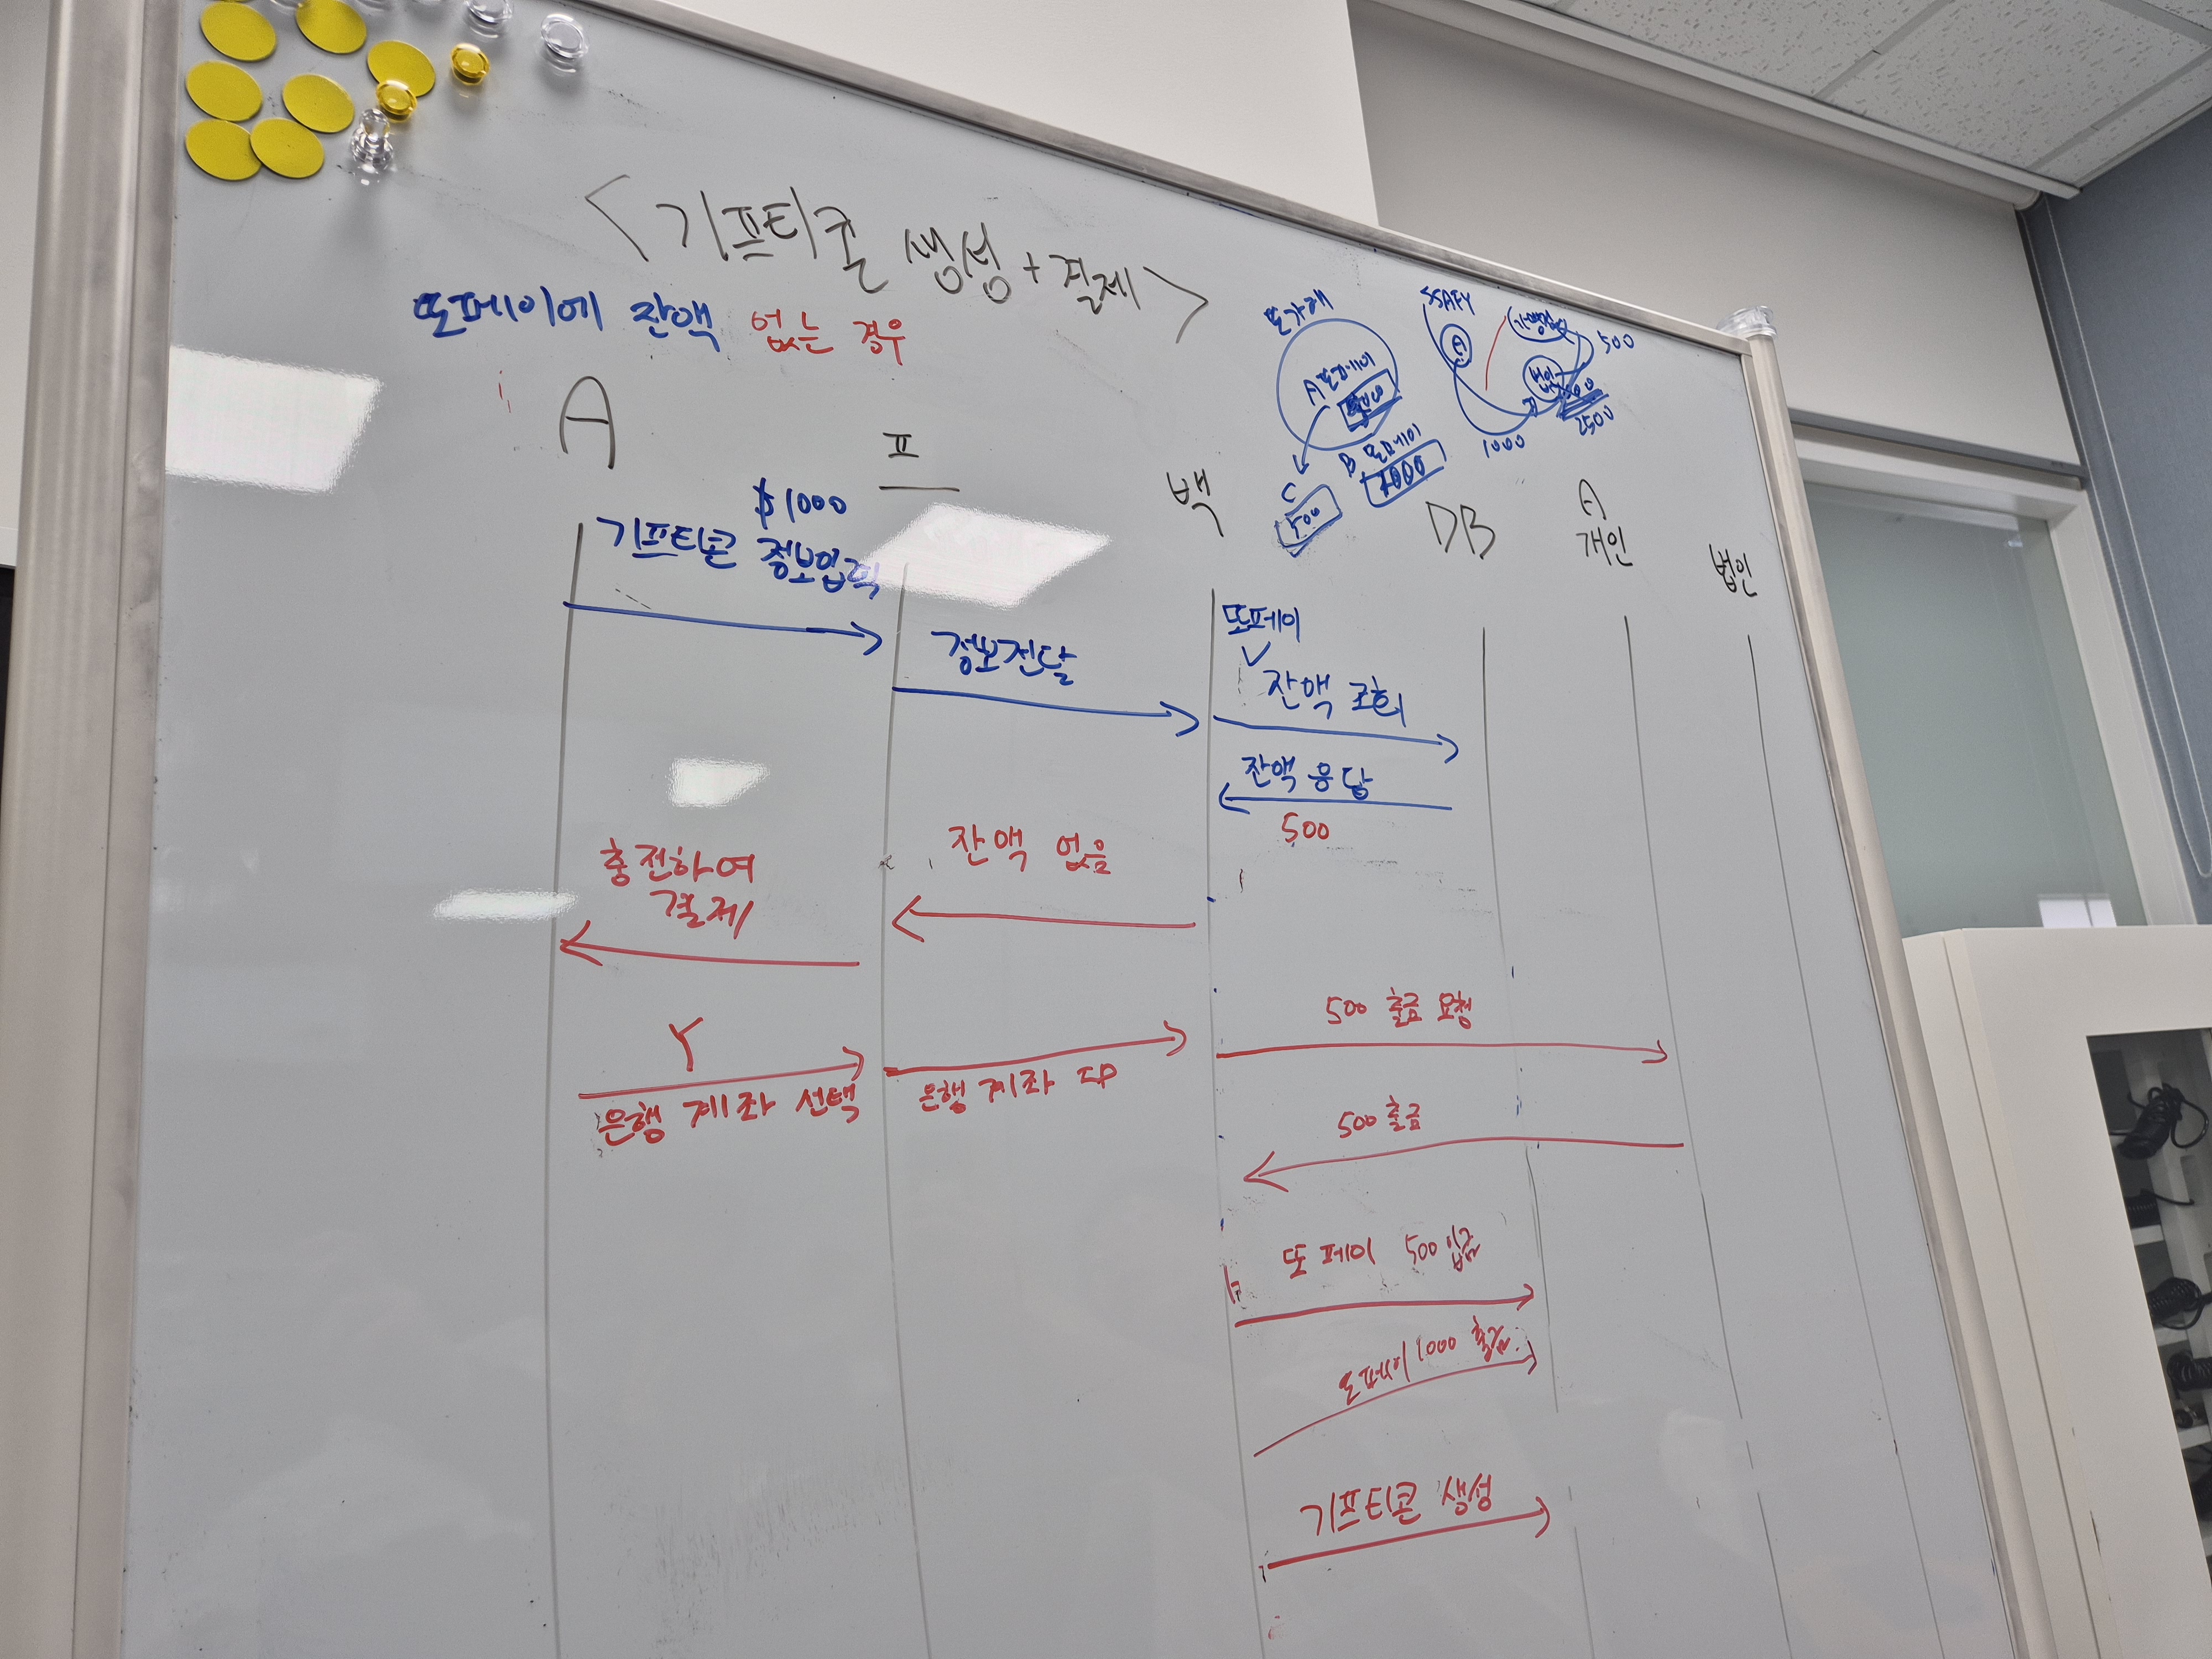 <기프티콘 생성+결제>
또페이에 잔액 없는 경우
또가게
A 또페이
B 또페이
1000
C
500
SSAFY
A
가맹점
500
법인
2500
1000
A
프
백
DB
A
개인
법인
$1000
기프티콘 정보입력
정보전달
또페이
잔액 조회
잔액 응답
500
잔액 없음
충전하여
결제
Y
은행 계좌 선택
은행 계좌 ID
500 출금 요청
500 출금
또페이 500 입금
또페이 1000 출금
기프티콘 생성